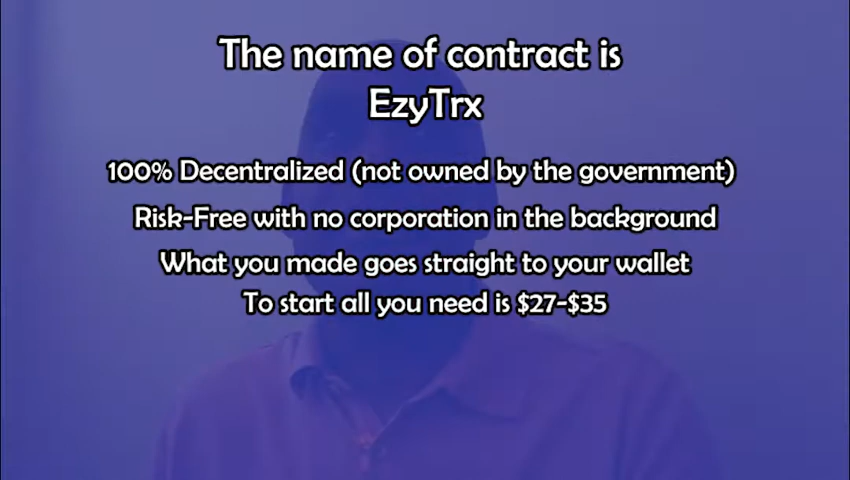 The name of contract is
EzyTrx
100% Decentralized (not owned by the government)
Risk-Free with no corporation in the background
What you made goes straight to your wallet
To start all you need is $27-$35